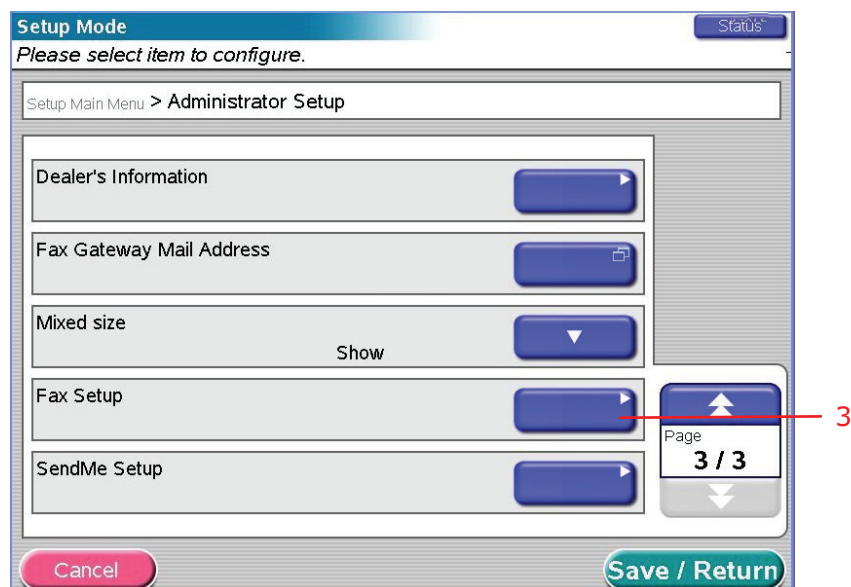 Setup Mode
Status
Please select item to configure.
Setup Main Menu > Administrator Setup
Dealer's Information
Fax Gateway Mail Address
Mixed size
Show
Fax Setup
3
Page
3 / 3
SendMe Setup
Cancel
Save / Return